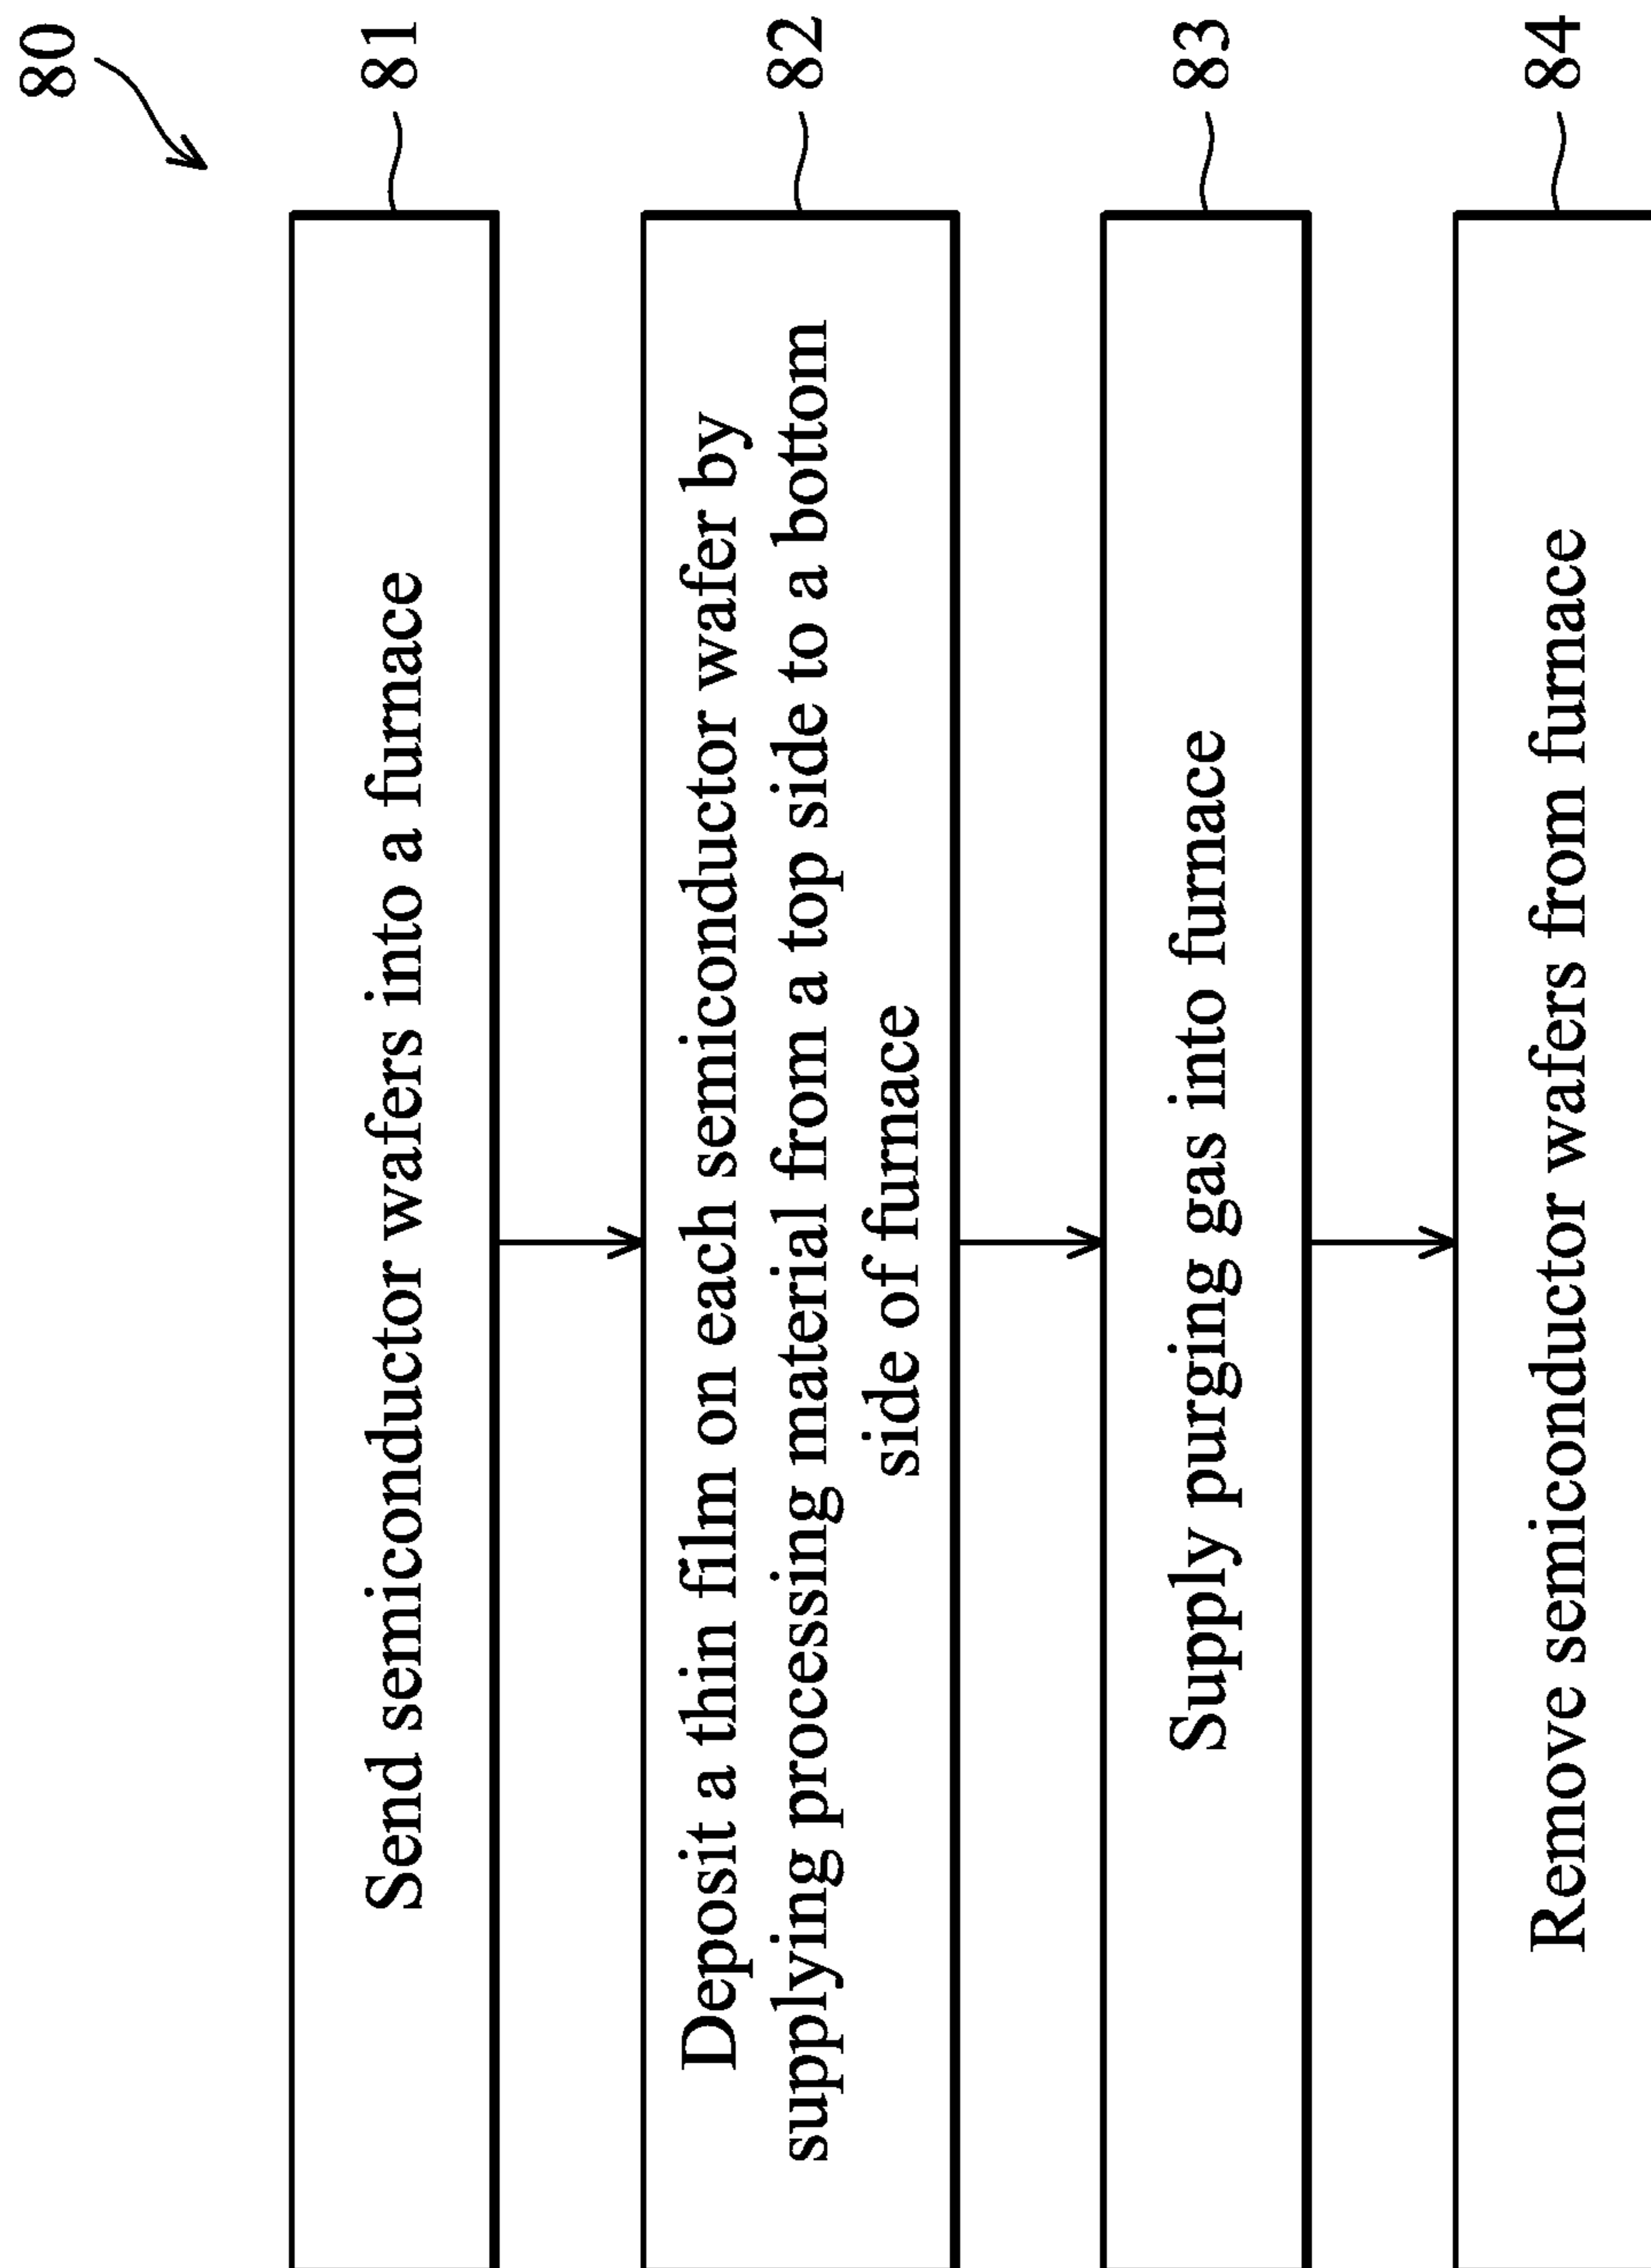 80
Send semiconductor wafers into a furnace
81
Deposit a thin film on each semiconductor wafer by
supplying processing material from a top side to a bottom
side of furnace
82
Supply purging gas into furnace
83
Remove semiconductor wafers from furnace
84